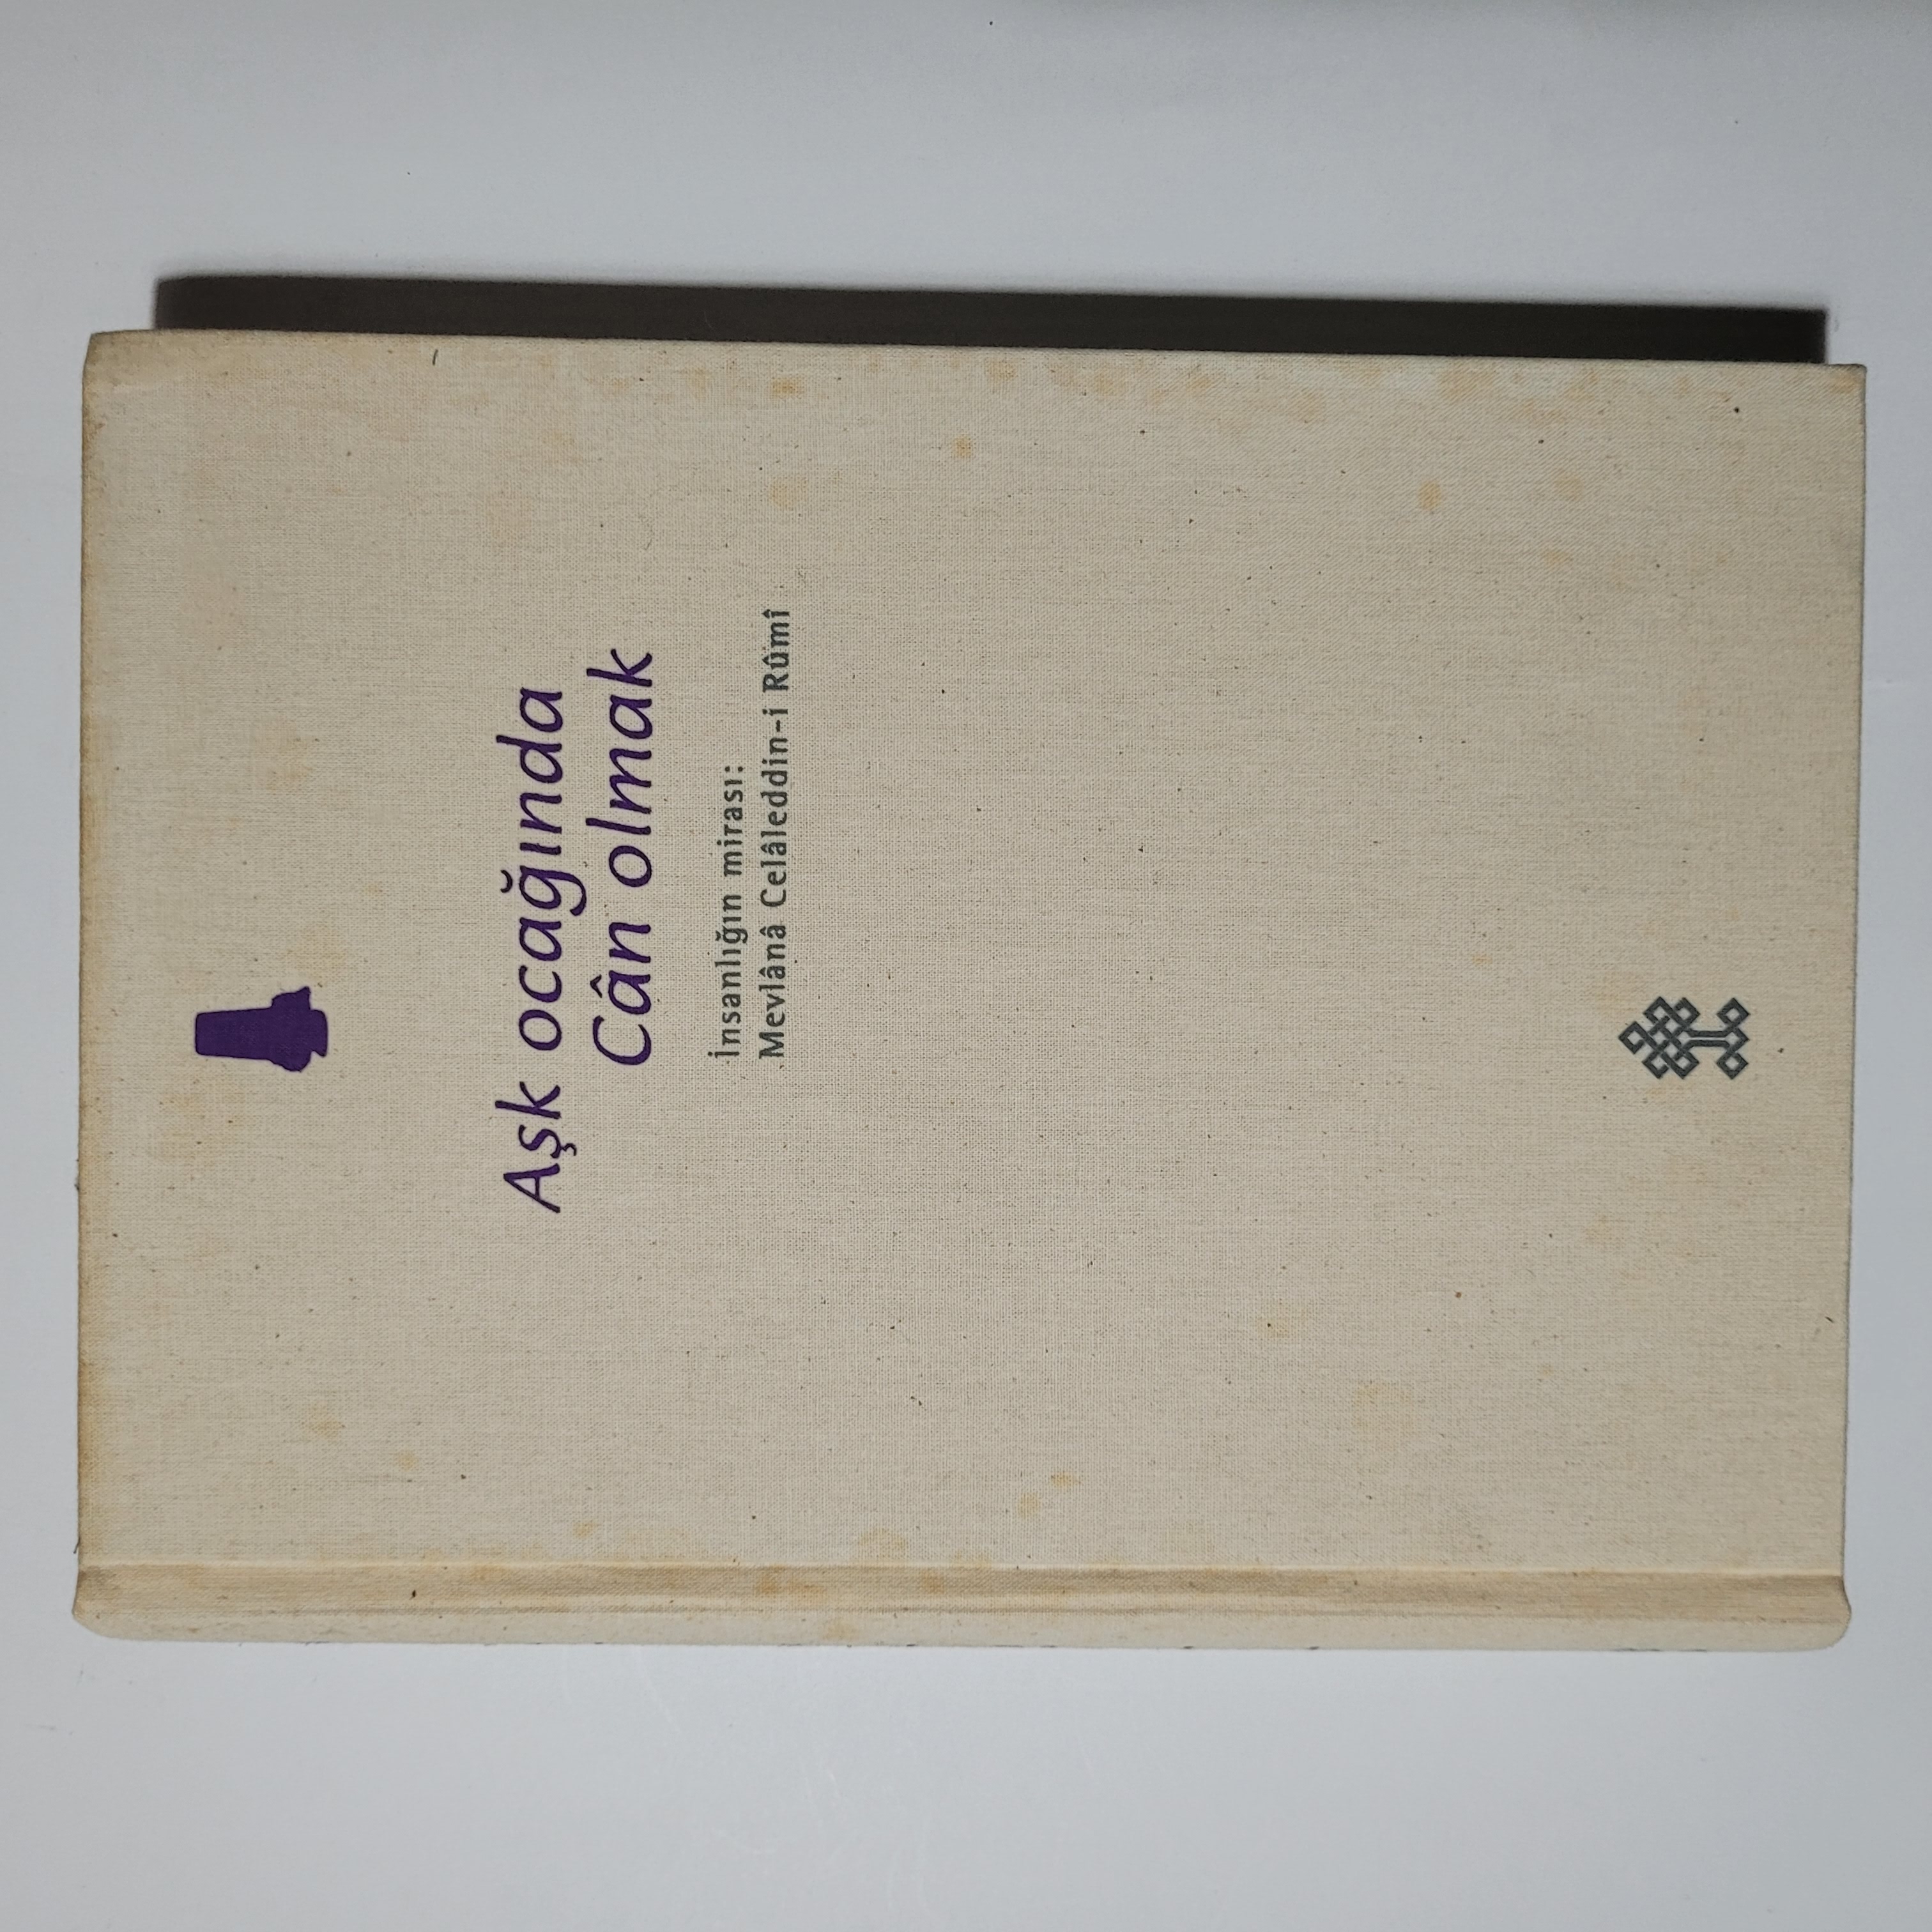 Aşk ocağında
Cân olmak
İnsanlığın mirası:
Mevlânâ Celâleddin-i Rûmî